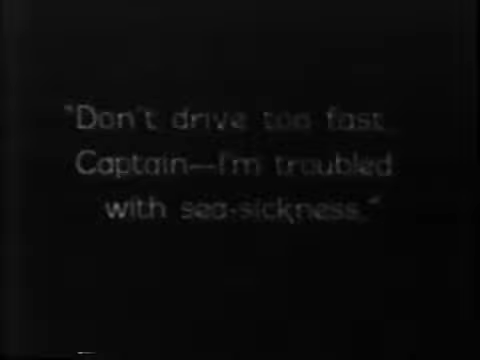 "Don't drive too fast,
Captain—I'm troubled
with sea-sickness."